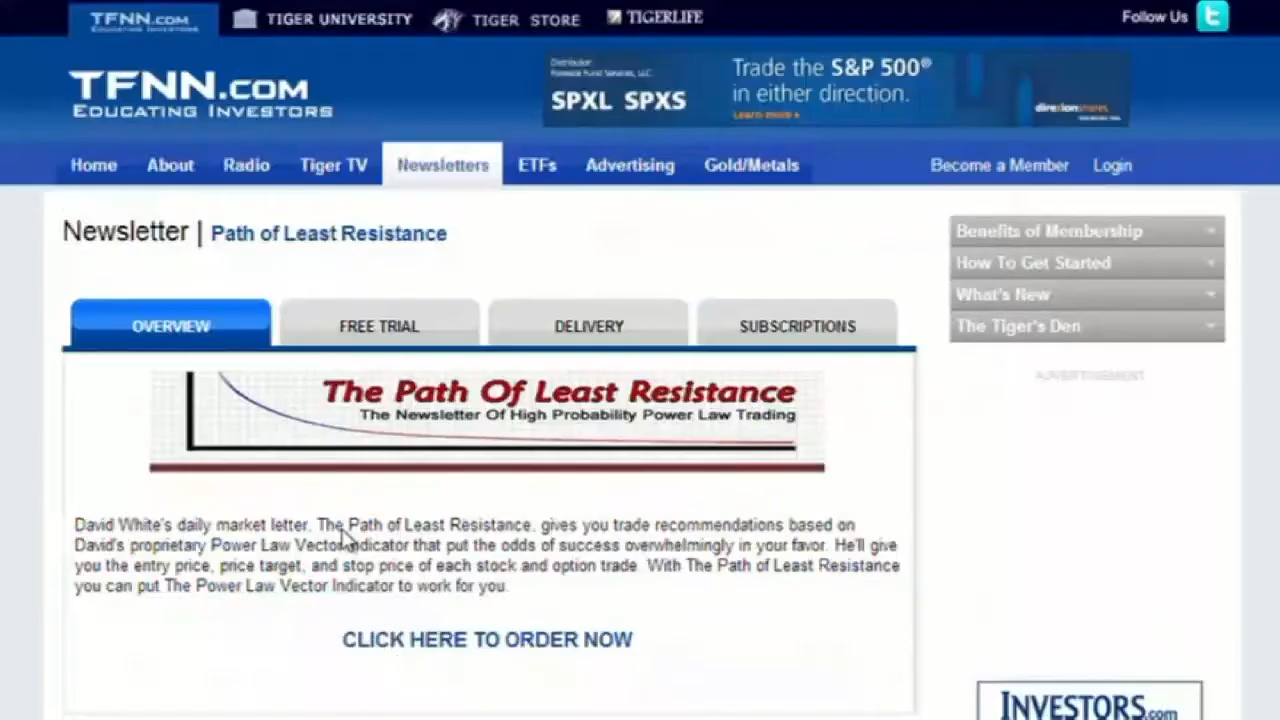 TFNN.COM
EDUCATING INVESTORS
TIGER UNIVERSITY
TIGER STORE
TIGERLIFE
Follow Us
TFNN.COM
EDUCATING INVESTORS
Distributor:
SPXL SPXS
Trade the S&P 500®
in either direction.
Learn more
Home About Radio Tiger TV Newsletters ETFs Advertising Gold/Metals Become a Member Login
Newsletter | Path of Least Resistance
OVERVIEW FREE TRIAL DELIVERY SUBSCRIPTIONS
The Path Of Least Resistance
The Newsletter Of High Probability Power Law Trading
David White's daily market letter, The Path of Least Resistance, gives you trade recommendations based on
David's proprietary Power Law Vector Indicator that put the odds of success overwhelmingly in your favor. He'll give
you the entry price, price target, and stop price of each stock and option trade. With The Path of Least Resistance
you can put The Power Law Vector Indicator to work for you.
CLICK HERE TO ORDER NOW
Benefits of Membership
How To Get Started
What's New
The Tiger's Den
ADVERTISEMENT
INVESTORS.com